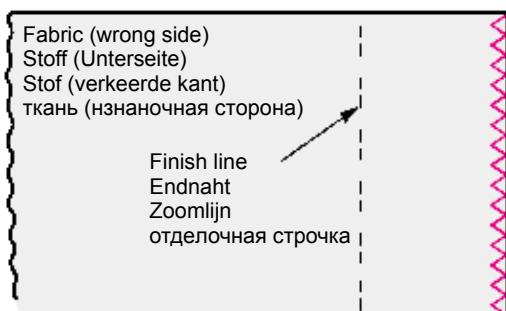 Fabric (wrong side)
Stoff (Unterseite)
Stof (verkeerde kant)
ткань (нзнаночная сторона)
Finish line
Endnaht
Zoomlijn
отделочная строчка